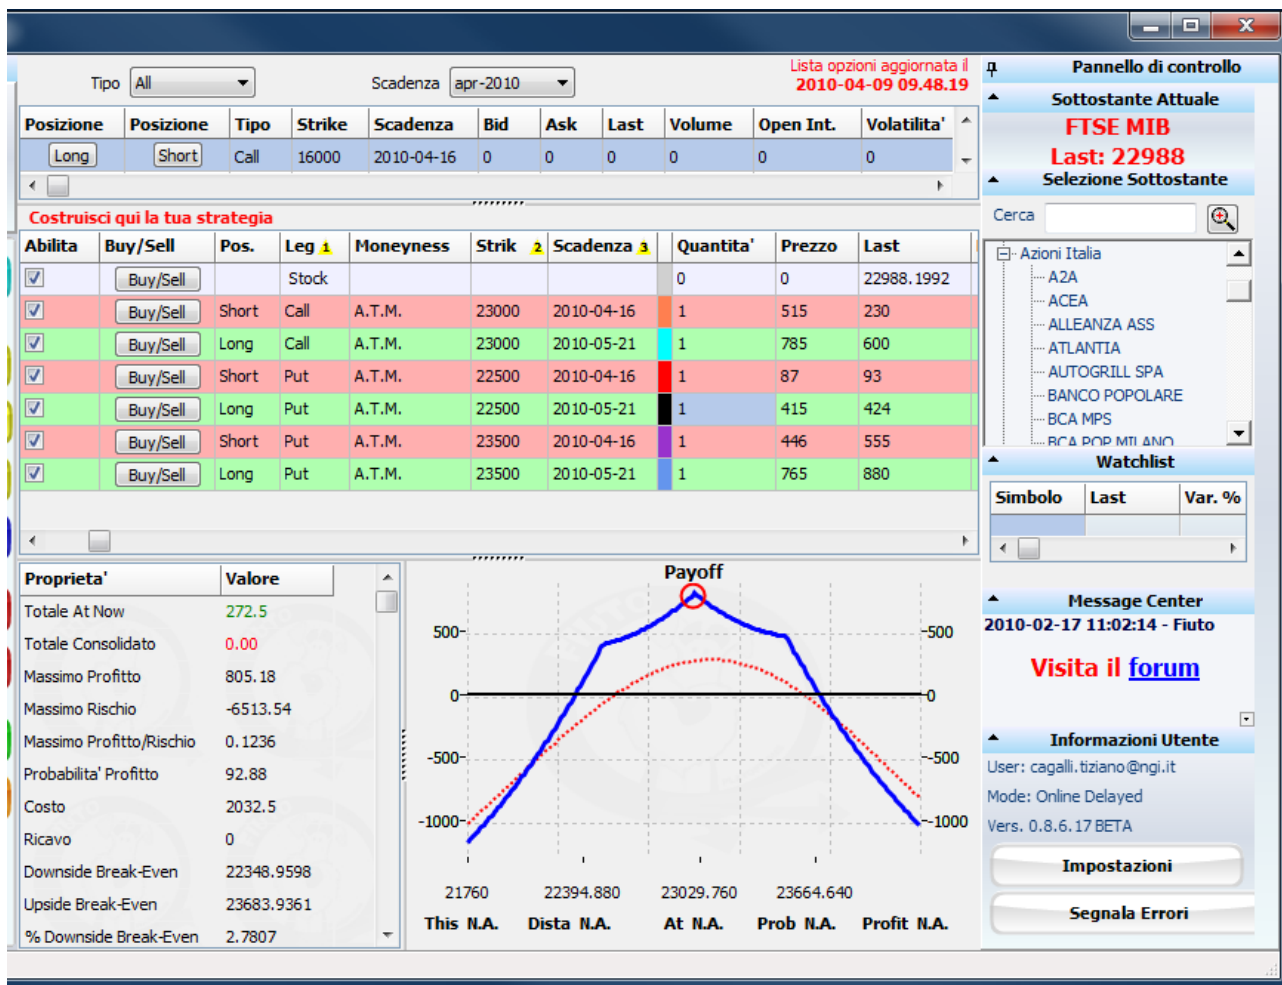 Tipo All Scadenza apr-2010 Lista opzioni aggiornata il
2010-04-09 09.48.19
Posizione Posizione Tipo Strike Scadenza Bid Ask Last Volume Open Int. Volatilita'
Long Short Call 16000 2010-04-16 0 0 0 0 0 0
Costruisci qui la tua strategia
Abilita Buy/Sell Pos. Leg 1 Moneyness Strik 2 Scadenza 3 Quantita' Prezzo Last
Buy/Sell Stock 0 0 22988.1992
Buy/Sell Short Call A.T.M. 23000 2010-04-16 1 515 230
Buy/Sell Long Call A.T.M. 23000 2010-05-21 1 785 600
Buy/Sell Short Put A.T.M. 22500 2010-04-16 1 87 93
Buy/Sell Long Put A.T.M. 22500 2010-05-21 1 415 424
Buy/Sell Short Put A.T.M. 23500 2010-04-16 1 446 555
Buy/Sell Long Put A.T.M. 23500 2010-05-21 1 765 880
Proprieta' Valore
Totale At Now 272.5
Totale Consolidato 0.00
Massimo Profitto 805.18
Massimo Rischio -6513.54
Massimo Profitto/Rischio 0.1236
Probabilita' Profitto 92.88
Costo 2032.5
Ricavo 0
Downside Break-Even 22348.9598
Upside Break-Even 23683.9361
% Downside Break-Even 2.7807
Payoff
500 500
0 0
-500 -500
-1000 -1000
21760 22394.880 23029.760 23664.640
This N.A. Dista N.A. At N.A. Prob N.A. Profit N.A.
Pannello di controllo
Sottostante Attuale
FTSE MIB
Last: 22988
Selezione Sottostante
Cerca
Azioni Italia
A2A
ACEA
ALLEANZA ASS
ATLANTIA
AUTOGRILL SPA
BANCO POPOLARE
BCA MPS
BCA POP MILANO
Watchlist
Simbolo Last Var. %
Message Center
2010-02-17 11:02:14 - Fiuto
Visita il forum
Informazioni Utente
User: cagalli.tiziano@ngi.it
Mode: Online Delayed
Vers. 0.8.6.17 BETA
Impostazioni
Segnala Errori